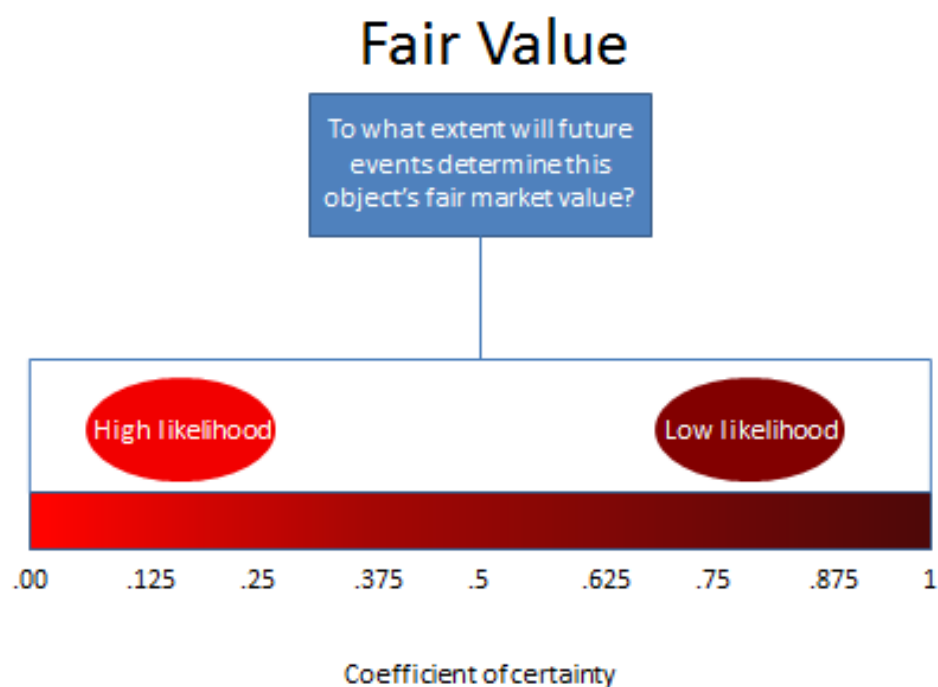 Fair Value
To what extent will future
events determine this
object's fair market value?
High likelihood
Low likelihood
.00 .125 .25 .375 .5 .625 .75 .875 1
Coefficient of certainty